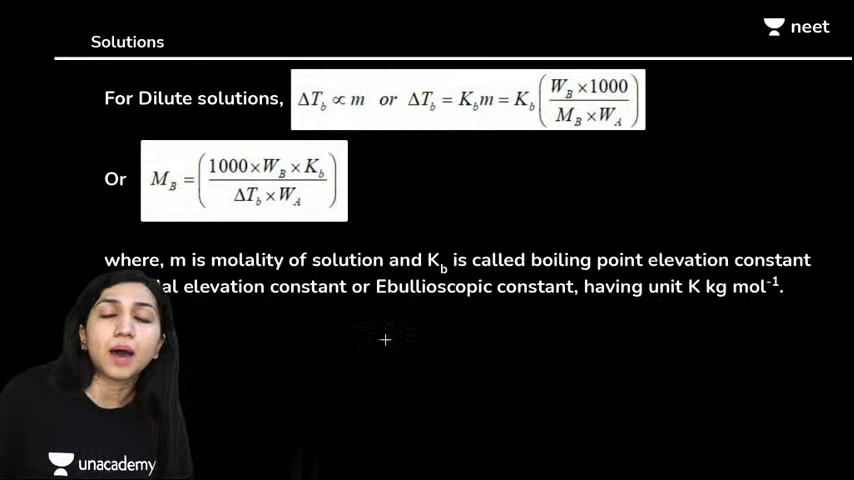 neet
Solutions
For Dilute solutions, ΔT_b ∝ m or ΔT_b = K_b m = K_b (W_B × 1000 / M_B × W_A)
Or M_B = (1000 × W_B × K_b / ΔT_b × W_A)
where, m is molality of solution and K_b is called boiling point elevation constant
elevation constant or Ebullioscopic constant, having unit K kg mol⁻¹.
unacademy